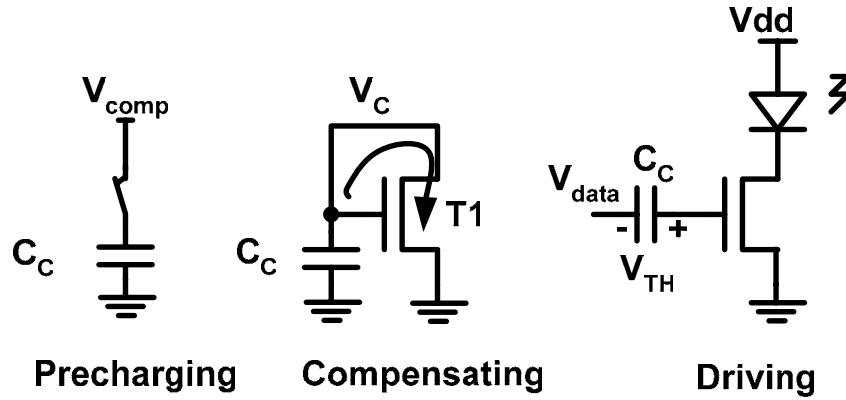 Vdd
Vcomp
VC
CC
Vdata
T1
CC
CC
- +
VTH
Precharging
Compensating
Driving